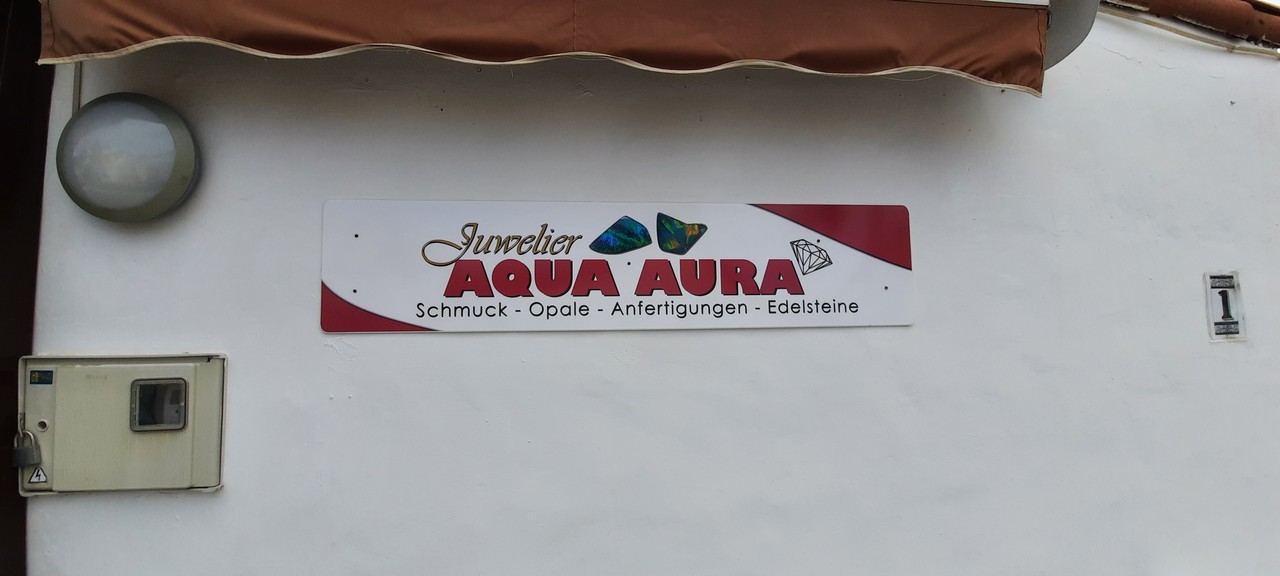 Juwelier
AQUA AURA
Schmuck - Opale - Anfertigungen - Edelsteine
1